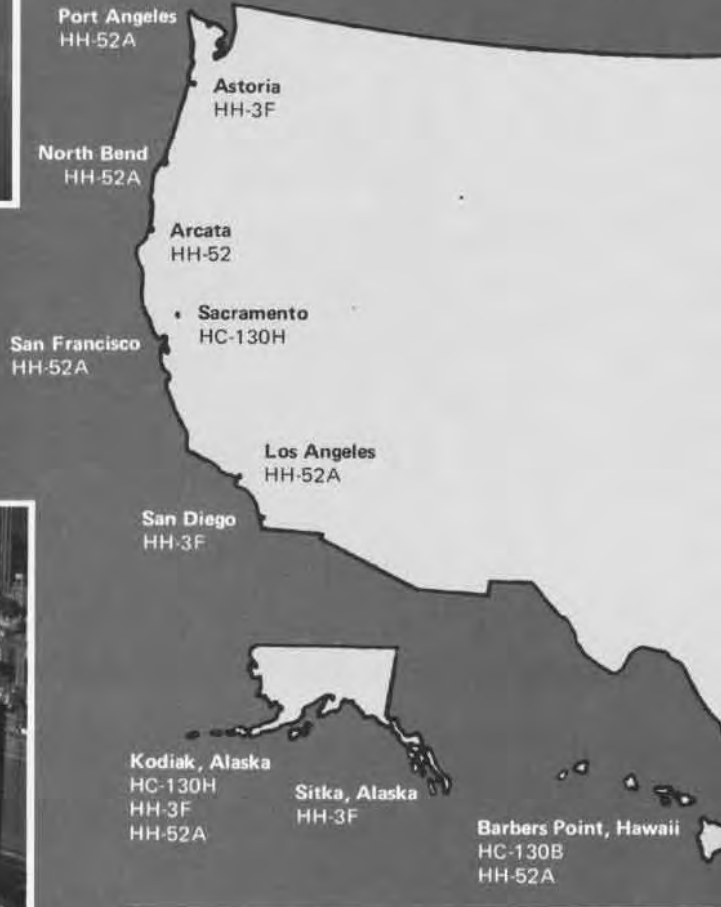 Port Angeles
HH-52A
Astoria
HH-3F
North Bend
HH-52A
Arcata
HH-52
Sacramento
HC-130H
San Francisco
HH-52A
Los Angeles
HH-52A
San Diego
HH-3F
Kodiak, Alaska
HC-130H
HH-3F
HH-52A
Sitka, Alaska
HH-3F
Barbers Point, Hawaii
HC-130B
HH-52A